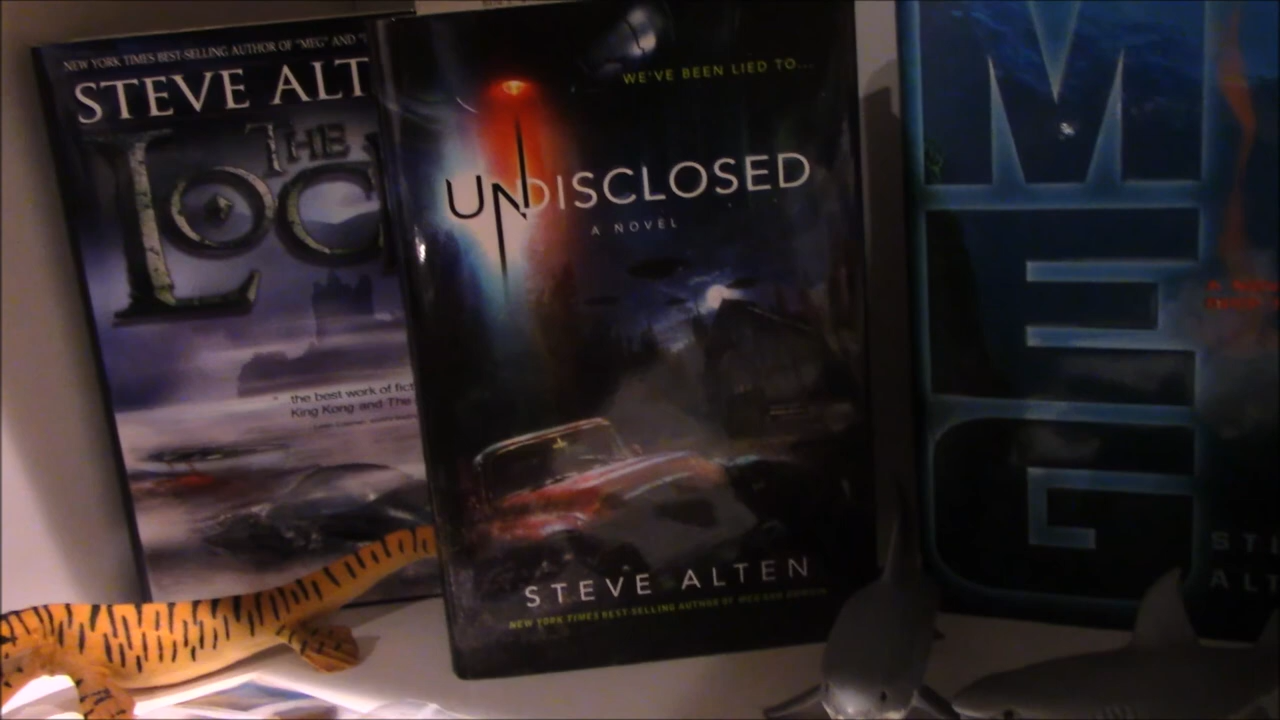 NEW YORK TIMES BEST-SELLING AUTHOR OF "MEG" AND
STEVE ALT
THE
LOC
the best work of fict
King Kong and The
WE'VE BEEN LIED TO...
UNDISCLOSED
A NOVEL
STEVE ALTEN
NEW YORK TIMES BEST-SELLING AUTHOR OF
MEG
STE
ALT